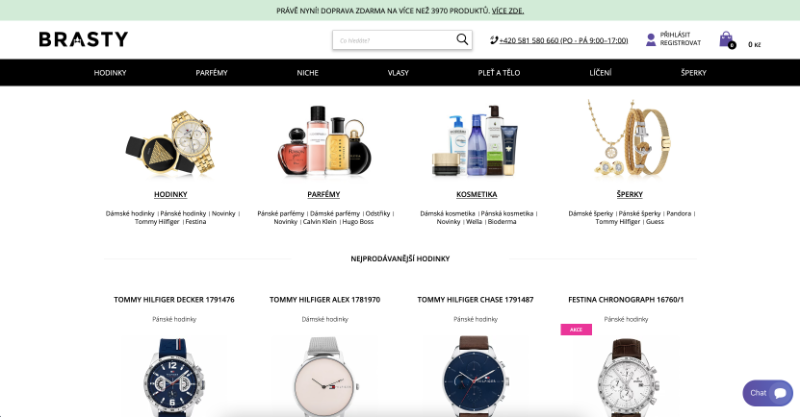 PRÁVĚ NYNÍ! DOPRAVA ZDARMA NA VÍCE NEŽ 3970 PRODUKTŮ. VÍCE ZDE.
BRASTY
Co hledáte?
+420 581 580 660 (PO - PÁ 9:00–17:00)
PŘIHLÁSIT
REGISTROVAT
0
0 Kč
HODINKY PARFÉMY NICHE VLASY PLEŤ A TĚLO LÍČENÍ ŠPERKY
HODINKY
Dámské hodinky | Pánské hodinky | Novinky |
Tommy Hilfiger | Festina
PARFÉMY
Pánské parfémy | Dámské parfémy | Odstřiky |
Novinky | Calvin Klein | Hugo Boss
KOSMETIKA
Dámská kosmetika | Pánská kosmetika |
Novinky | Wella | Bioderma
ŠPERKY
Dámské šperky | Pánské šperky | Pandora |
Tommy Hilfiger | Guess
NEJPRODÁVANĚJŠÍ HODINKY
TOMMY HILFIGER DECKER 1791476
Pánské hodinky
TOMMY HILFIGER ALEX 1781970
Dámské hodinky
TOMMY HILFIGER CHASE 1791487
Pánské hodinky
FESTINA CHRONOGRAPH 16760/1
Pánské hodinky
AKCE
Chat